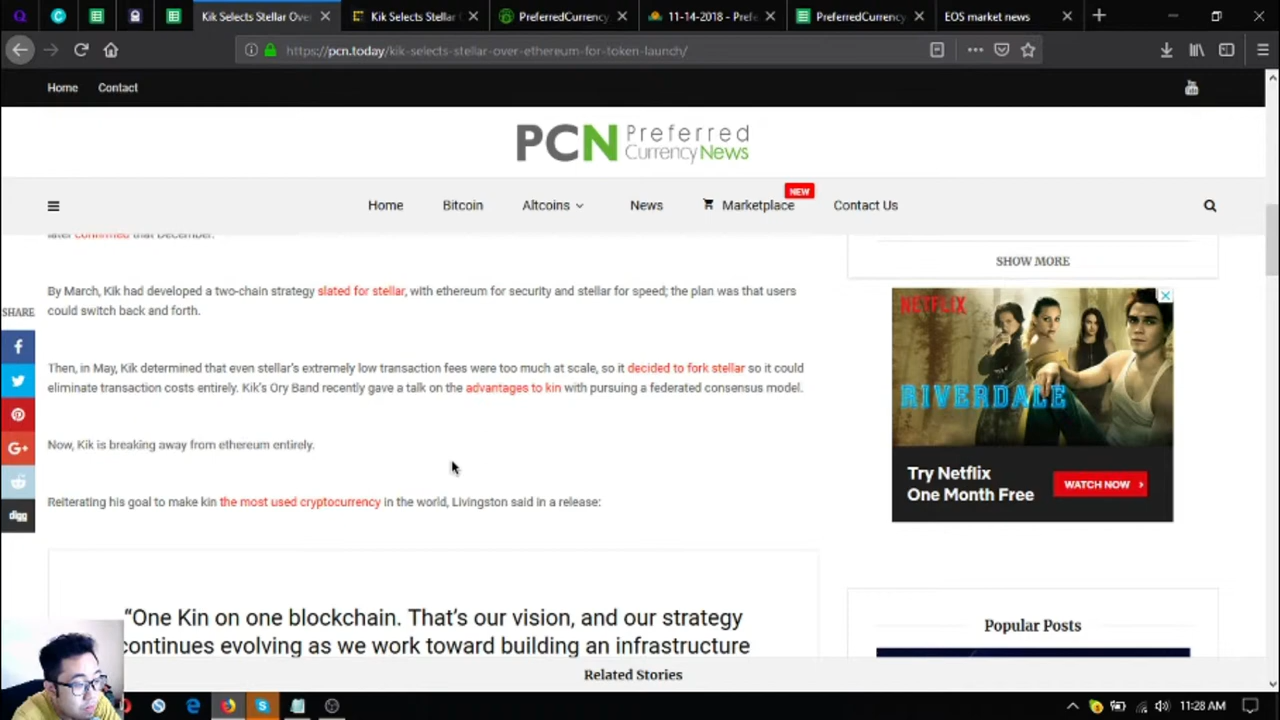 Kik Selects Stellar Over
Kik Selects Stellar
PreferredCurrency
11-14-2018 - Prefe
PreferredCurrency
EOS market news
https://pcn.today/kik-selects-stellar-over-ethereum-for-token-launch/
Home
Contact
PCN Preferred
CurrencyNews
NEW
Home
Bitcoin
Altcoins
News
Marketplace
Contact Us
later confirmed that December.
By March, Kik had developed a two-chain strategy slated for stellar, with ethereum for security and stellar for speed; the plan was that users
could switch back and forth.
Then, in May, Kik determined that even stellar's extremely low transaction fees were too much at scale, so it decided to fork stellar so it could
eliminate transaction costs entirely. Kik's Ory Band recently gave a talk on the advantages to kin with pursuing a federated consensus model.
Now, Kik is breaking away from ethereum entirely.
Reiterating his goal to make kin the most used cryptocurrency in the world, Livingston said in a release:
"One Kin on one blockchain. That's our vision, and our strategy
continues evolving as we work toward building an infrastructure
SHARE
digg
SHOW MORE
NETFLIX
RIVERDALE
Try Netflix
One Month Free
WATCH NOW
Popular Posts
Related Stories
11:28 AM